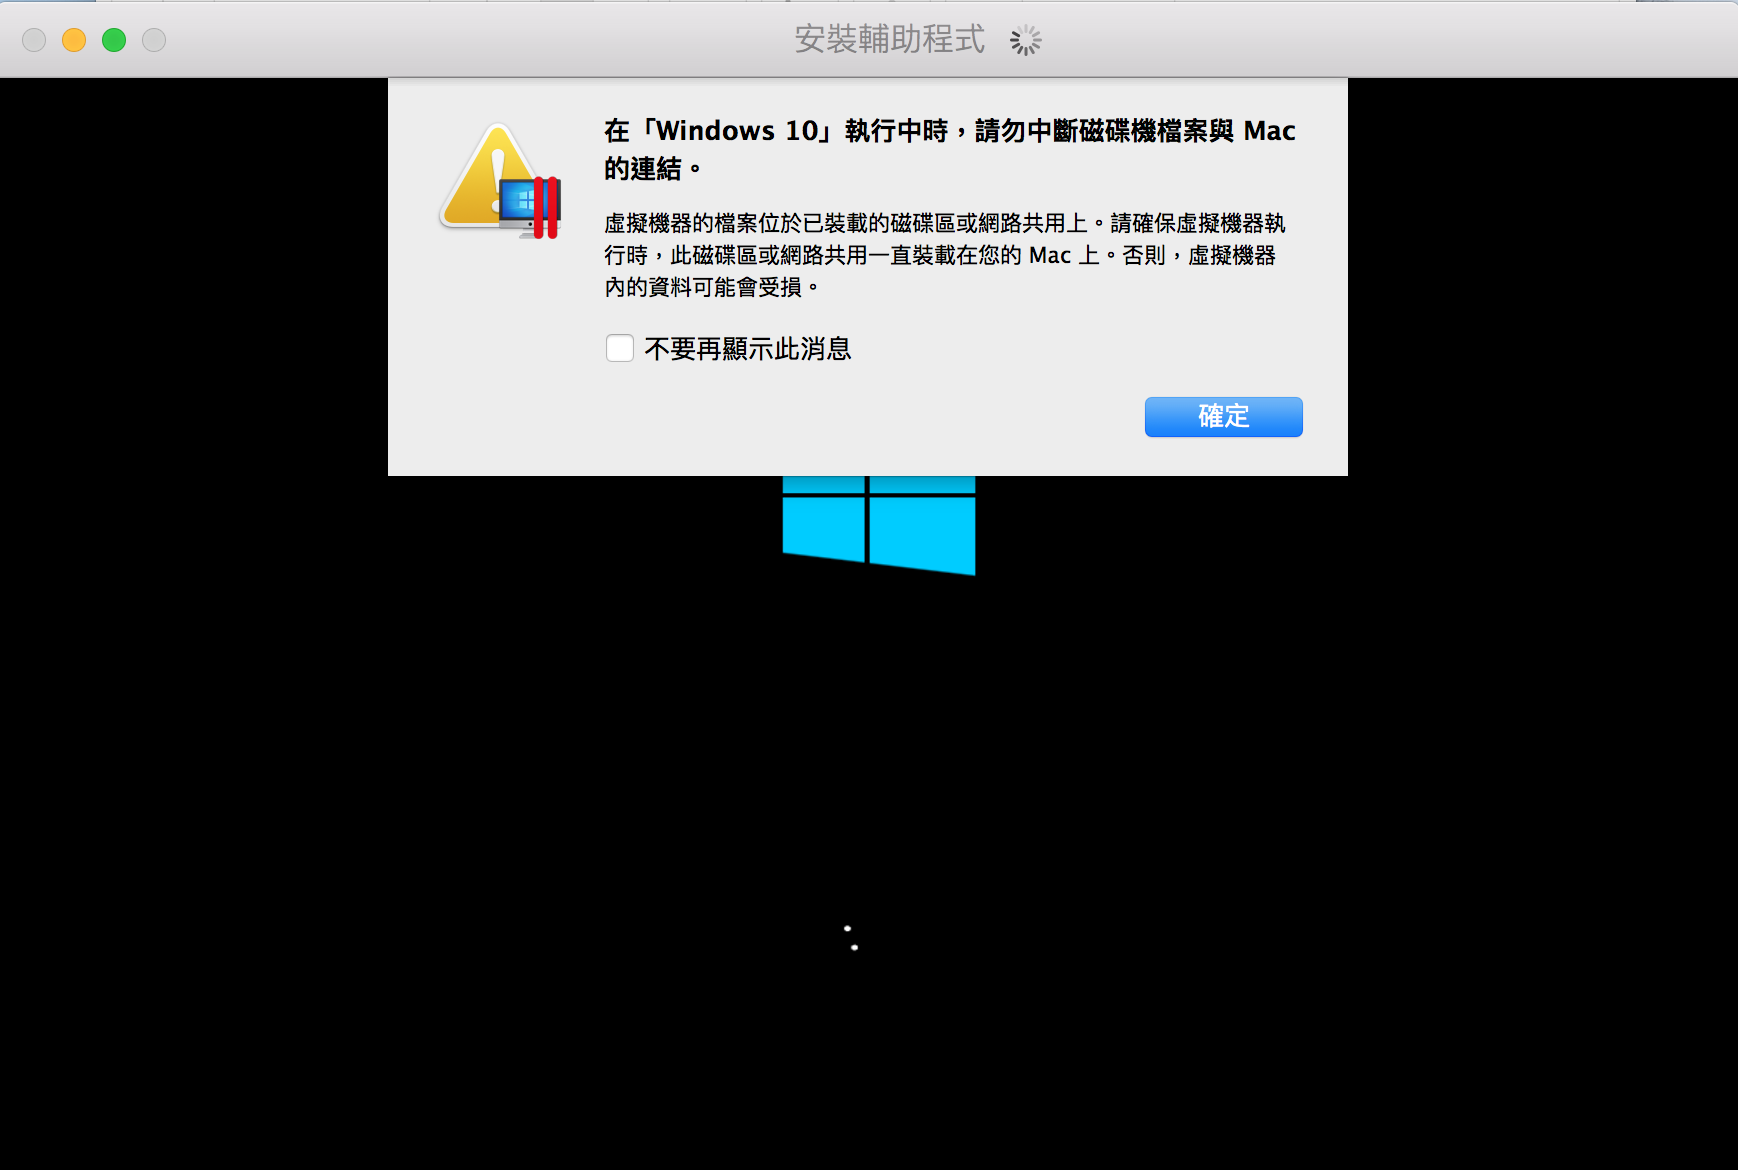 安裝輔助程式
在「Windows 10」執行中時，請勿中斷磁碟機檔案與 Mac
的連結。
虛擬機器的檔案位於已裝載的磁碟區或網路共用上。請確保虛擬機器執
行時，此磁碟區或網路共用一直裝載在您的 Mac 上。否則，虛擬機器
內的資料可能會受損。
不要再顯示此消息
確定